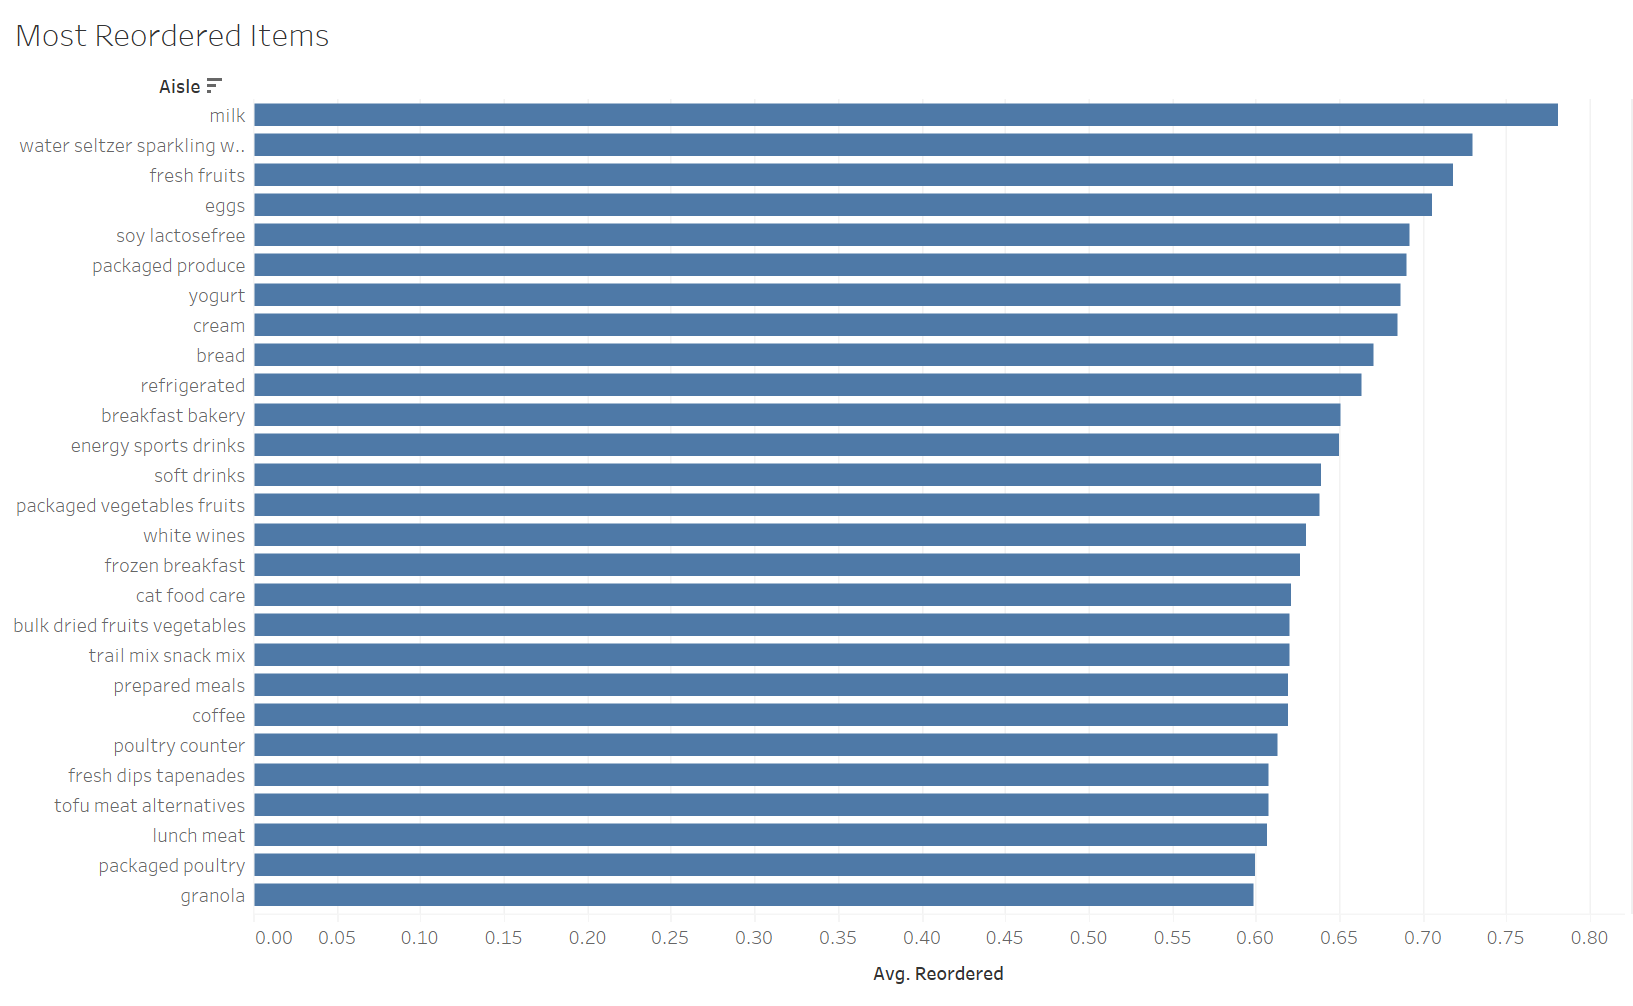 Most Reordered Items
Aisle
milk
water seltzer sparkling w..
fresh fruits
eggs
soy lactosefree
packaged produce
yogurt
cream
bread
refrigerated
breakfast bakery
energy sports drinks
soft drinks
packaged vegetables fruits
white wines
frozen breakfast
cat food care
bulk dried fruits vegetables
trail mix snack mix
prepared meals
coffee
poultry counter
fresh dips tapenades
tofu meat alternatives
lunch meat
packaged poultry
granola
0.00 0.05 0.10 0.15 0.20 0.25 0.30 0.35 0.40 0.45 0.50 0.55 0.60 0.65 0.70 0.75 0.80
Avg. Reordered